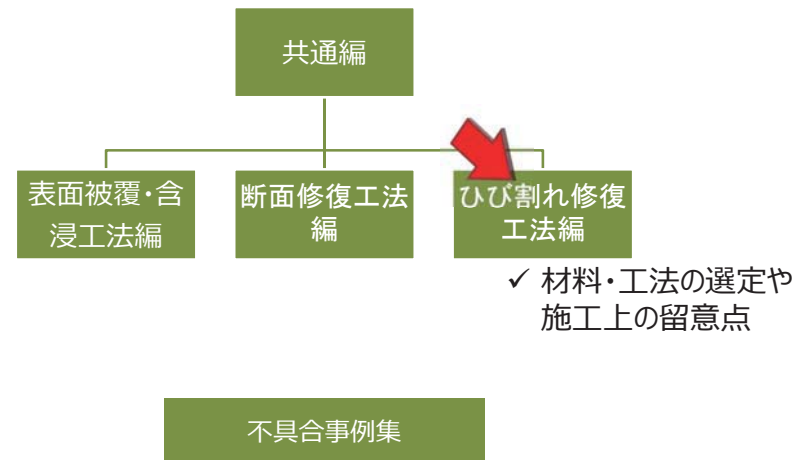 共通編
表面被覆・含
浸工法編
断面修復工法
編
ひび割れ修復
工法編
✓ 材料・工法の選定や
施工上の留意点
不具合事例集